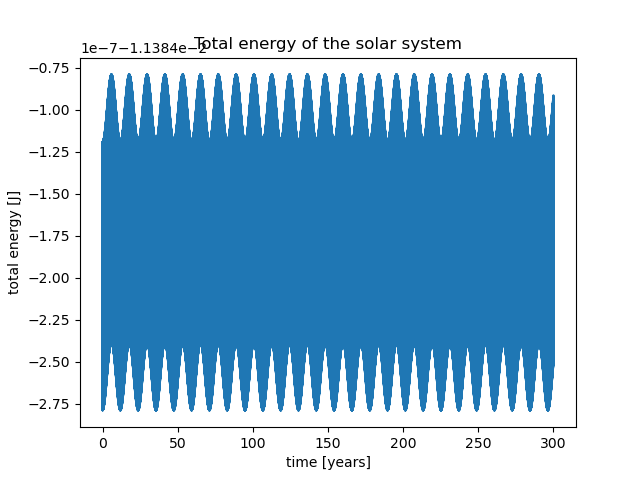 Total energy of the solar system
1e−7−1.1384e−2
−0.75
−1.00
−1.25
−1.50
−1.75
−2.00
−2.25
−2.50
−2.75
total energy [J]
0 50 100 150 200 250 300
time [years]